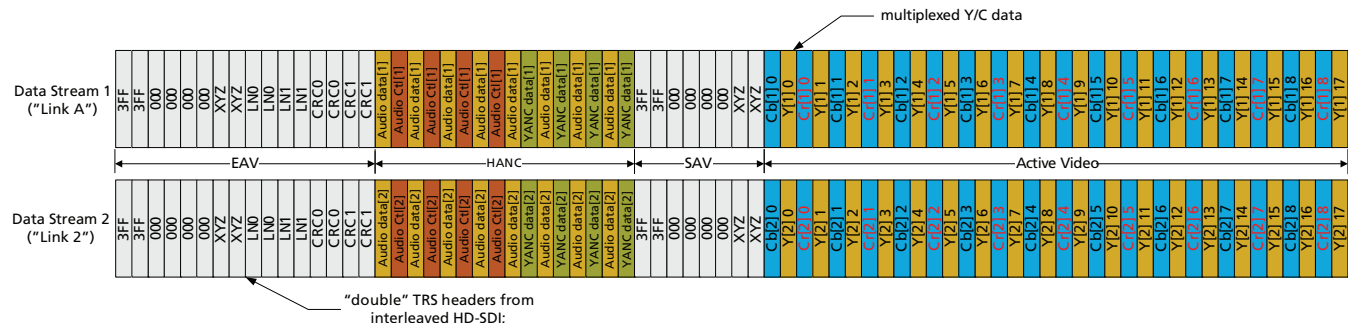 multiplexed Y/C data
Data Stream 1
("Link A")
3FF
3FF
000
000
000
000
XYZ
XYZ
LN0
LN0
LN1
LN1
CRC0
CRC0
CRC1
CRC1
Audio data[1]
Audio Ctl[1]
Audio data[1]
Audio Ctl[1]
Audio data[1]
Audio Ctl[1]
Audio data[1]
Audio Ctl[1]
Audio data[1]
YANC data[1]
Audio data[1]
YANC data[1]
Audio data[1]
YANC data[1]
Audio data[1]
YANC data[1]
3FF
3FF
000
000
000
000
XYZ
XYZ
Cb[1] 0
Y[1] 0
Cr[1] 0
Y[1] 1
Cb[1] 1
Y[1] 2
Cr[1] 1
Y[1] 3
Cb[1] 2
Y[1] 4
Cr[1] 2
Y[1] 5
Cb[1] 3
Y[1] 6
Cr[1] 3
Y[1] 7
Cb[1] 4
Y[1] 8
Cr[1] 4
Y[1] 9
Cb[1] 5
Y[1] 10
Cr[1] 5
Y[1] 11
Cb[1] 6
Y[1] 12
Cr[1] 6
Y[1] 13
Cb[1] 7
Y[1] 14
Cr[1] 7
Y[1] 15
Cb[1] 8
Y[1] 16
Cr[1] 8
Y[1] 17
EAV
HANC
SAV
Active Video
Data Stream 2
("Link 2")
3FF
3FF
000
000
000
000
XYZ
XYZ
LN0
LN0
LN1
LN1
CRC0
CRC0
CRC1
CRC1
Audio data[2]
Audio Ctl[2]
Audio data[2]
Audio Ctl[2]
Audio data[2]
Audio Ctl[2]
Audio data[2]
Audio Ctl[2]
Audio data[2]
YANC data[2]
Audio data[2]
YANC data[2]
Audio data[2]
YANC data[2]
Audio data[2]
YANC data[2]
3FF
3FF
000
000
000
000
XYZ
XYZ
Cb[2] 0
Y[2] 0
Cr[2] 0
Y[2] 1
Cb[2] 1
Y[2] 2
Cr[2] 1
Y[2] 3
Cb[2] 2
Y[2] 4
Cr[2] 2
Y[2] 5
Cb[2] 3
Y[2] 6
Cr[2] 3
Y[2] 7
Cb[2] 4
Y[2] 8
Cr[2] 4
Y[2] 9
Cb[2] 5
Y[2] 10
Cr[2] 5
Y[2] 11
Cb[2] 6
Y[2] 12
Cr[2] 6
Y[2] 13
Cb[2] 7
Y[2] 14
Cr[2] 7
Y[2] 15
Cb[2] 8
Y[2] 16
Cr[2] 8
Y[2] 17
"double" TRS headers from
interleaved HD-SDI;